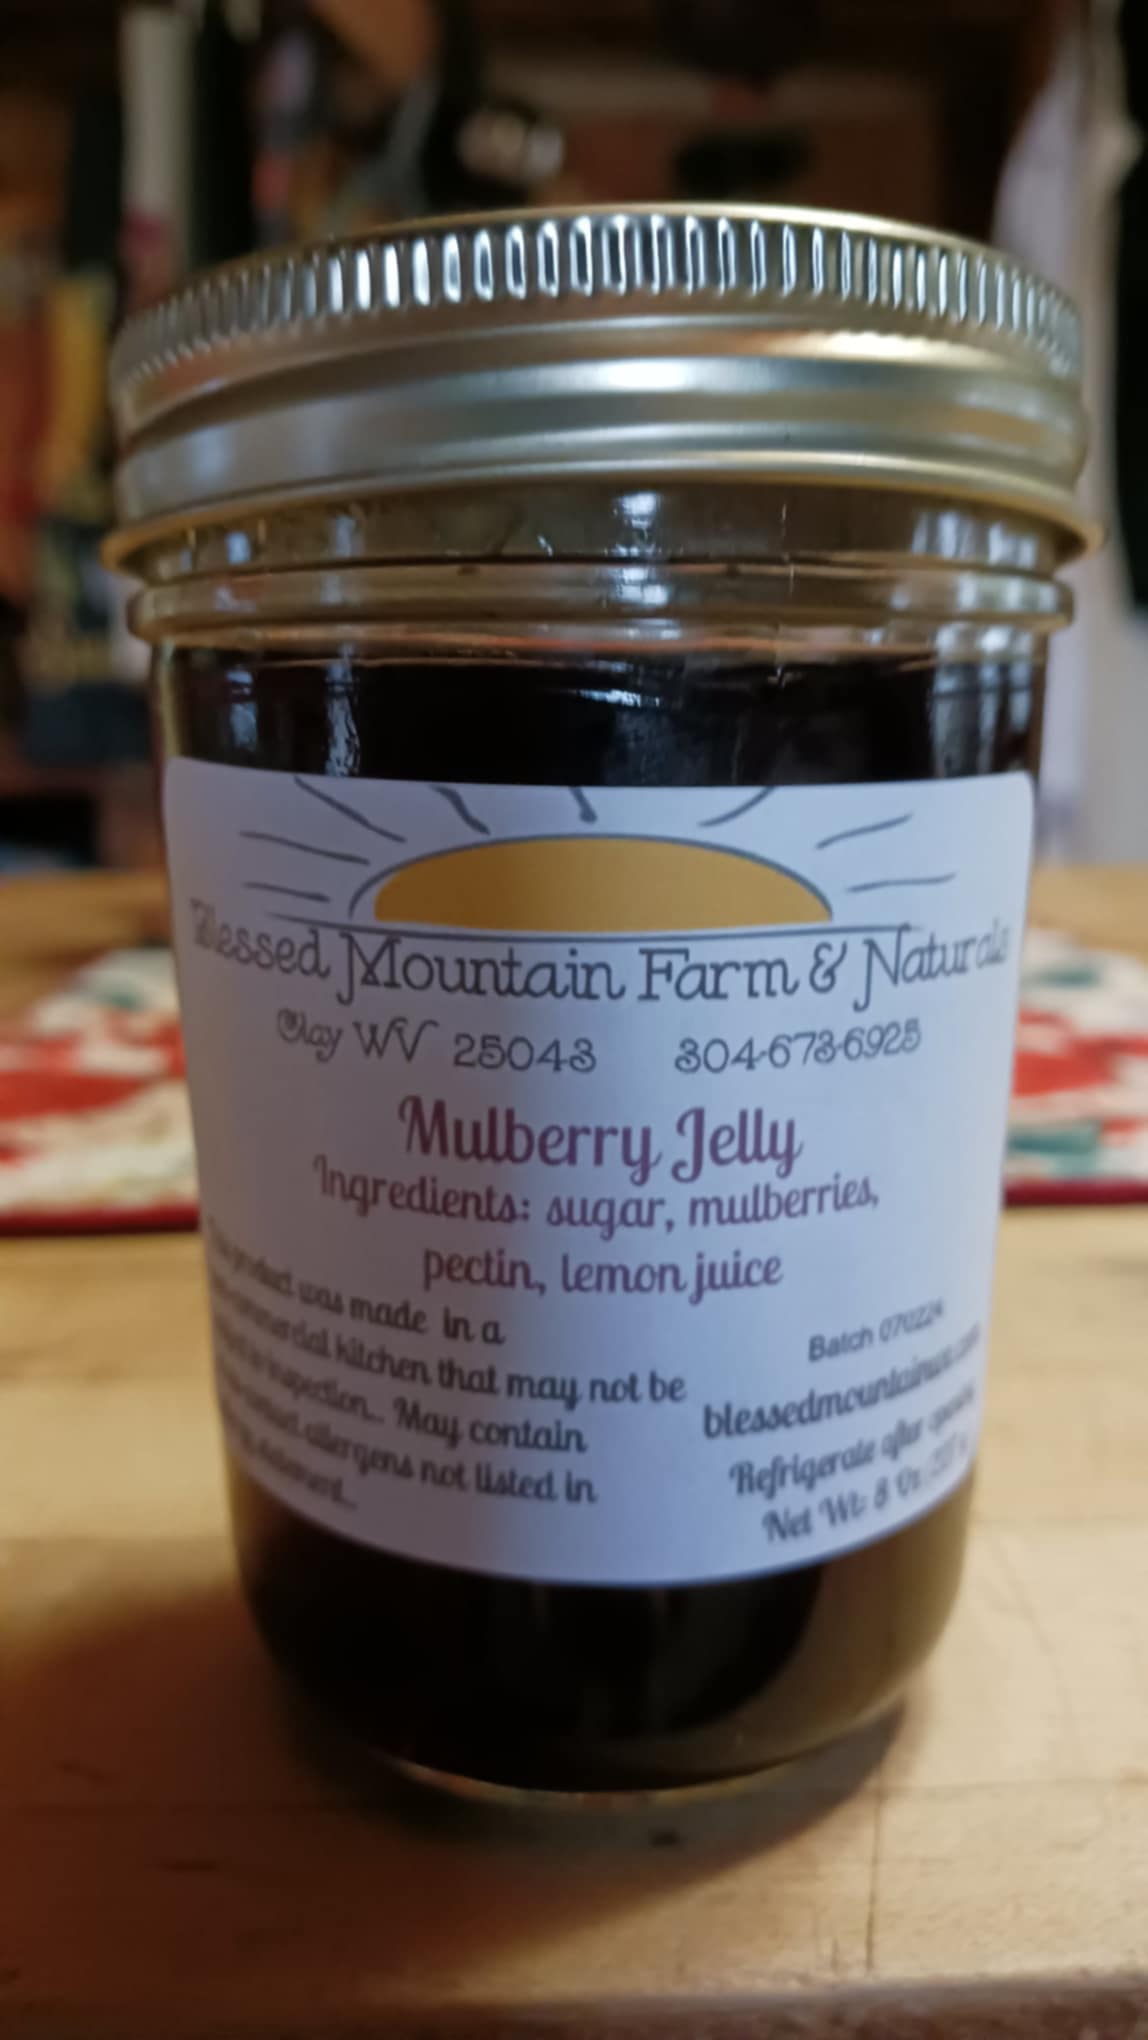 Blessed Mountain Farm & Naturals
Clay WV 25043 304-673-6925
Mulberry Jelly
Ingredients: sugar, mulberries,
pectin, lemon juice
product was made in a
kitchen that may not be
inspection. May contain
allergens not listed in
Batch 070224
Refrigerate after
Net Wt: 8 Oz